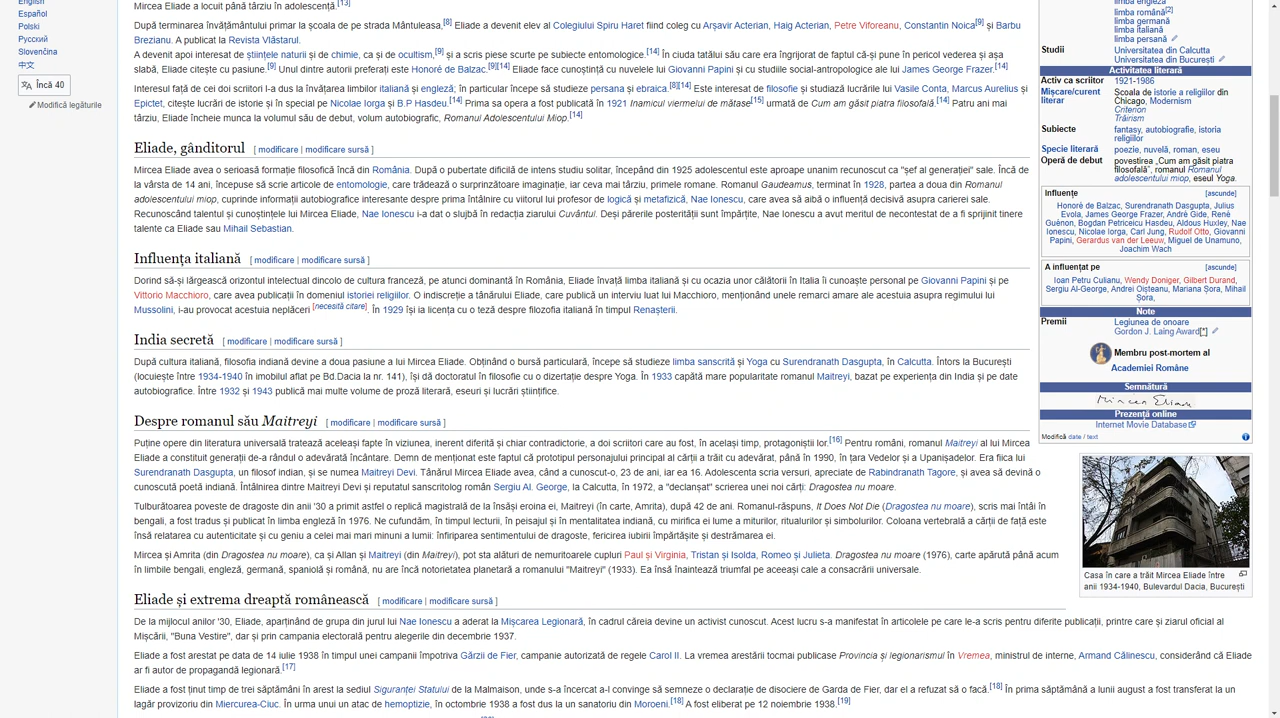 English
Español
Polski
Русский
Slovenčina
中文
Încă 40
Modifică legăturile
Mircea Eliade a locuit până târziu în adolescență.[13]
După terminarea învățământului primar la școala de pe strada Mântuleasa,[8] Eliade a devenit elev al Colegiului Spiru Haret fiind coleg cu Arșavir Acterian, Haig Acterian, Petre Viforeanu, Constantin Noica[9] și Barbu
Brezianu. A publicat la Revista Vlăstarul.
A devenit apoi interesat de științele naturii și de chimie, ca și de ocultism,[9] și a scris piese scurte pe subiecte entomologice.[14] În ciuda tatălui său care era îngrijorat de faptul că-și pune în pericol vederea și așa
slabă, Eliade citește cu pasiune.[9] Unul dintre autorii preferați este Honoré de Balzac.[9][14] Eliade face cunoștință cu nuvelele lui Giovanni Papini și cu studiile social-antropologice ale lui James George Frazer.[14]
Interesul față de cei doi scriitori l-a dus la învățarea limbilor italiană și engleză; în particular începe să studieze persana și ebraica.[8][14] Este interesat de filosofie și studiază lucrările lui Vasile Conta, Marcus Aurelius și
Epictet, citește lucrări de istorie și în special pe Nicolae Iorga și B.P Hasdeu.[14] Prima sa opera a fost publicată în 1921 Inamicul viermelui de mătase[15] urmată de Cum am găsit piatra filosofală.[14] Patru ani mai
târziu, Eliade încheie munca la volumul său de debut, volum autobiografic, Romanul Adolescentului Miop.[14]
Eliade, gânditorul [ modificare | modificare sursă ]
Mircea Eliade avea o serioasă formație filosofică încă din România. După o pubertate dificilă de intens studiu solitar, începând din 1925 adolescentul este aproape unanim recunoscut ca "șef al generației" sale. Încă de
la vârsta de 14 ani, începuse să scrie articole de entomologie, care trădează o surprinzătoare imaginație, iar ceva mai târziu, primele romane. Romanul Gaudeamus, terminat în 1928, partea a doua din Romanul
adolescentului miop, cuprinde informații autobiografice interesante despre prima întâlnire cu viitorul lui profesor de logică și metafizică, Nae Ionescu, care avea să aibă o influență decisivă asupra carierei sale.
Recunoscând talentul și cunoștințele lui Mircea Eliade, Nae Ionescu i-a dat o slujbă în redacția ziarului Cuvântul. Deși părerile posterității sunt împărțite, Nae Ionescu a avut meritul de necontestat de a fi sprijinit tinere
talente ca Eliade sau Mihail Sebastian.
Influența italiană [ modificare | modificare sursă ]
Dorind să-și lărgească orizontul intelectual dincolo de cultura franceză, pe atunci dominantă în România, Eliade învață limba italiană și cu ocazia unor călătorii în Italia îi cunoaște personal pe Giovanni Papini și pe
Vittorio Macchioro, care avea publicații în domeniul istoriei religiilor. O indiscreție a tânărului Eliade, care publică un interviu luat lui Macchioro, menționând unele remarci amare ale acestuia asupra regimului lui
Mussolini, i-au provocat acestuia neplăceri [necesită citare]. În 1929 își ia licența cu o teză despre filozofia italiană în timpul Renașterii.
India secretă [ modificare | modificare sursă ]
După cultura italiană, filosofia indiană devine a doua pasiune a lui Mircea Eliade. Obținând o bursă particulară, începe să studieze limba sanscrită și Yoga cu Surendranath Dasgupta, în Calcutta. Întors la București
(locuiește între 1934-1940 în imobilul aflat pe Bd.Dacia la nr. 141), își dă doctoratul în filosofie cu o dizertație despre Yoga. În 1933 capătă mare popularitate romanul Maitreyi, bazat pe experiența din India și pe date
autobiografice. Între 1932 și 1943 publică mai multe volume de proză literară, eseuri și lucrări științifice.
Despre romanul său Maitreyi [ modificare | modificare sursă ]
Puține opere din literatura universală tratează aceleași fapte în viziunea, inerent diferită și chiar contradictorie, a doi scriitori care au fost, în același timp, protagoniștii lor.[16] Pentru români, romanul Maitreyi al lui Mircea
Eliade a constituit generații de-a rândul o adevărată încântare. Demn de menționat este faptul că prototipul personajului principal al cărții a trăit cu adevărat, până în 1990, în țara Vedelor și a Upanișadelor. Era fiica lui
Surendranath Dasgupta, un filosof indian, și se numea Maitreyi Devi. Tânărul Mircea Eliade avea, când a cunoscut-o, 23 de ani, iar ea 16. Adolescenta scria versuri, apreciate de Rabindranath Tagore, și avea să devină o
cunoscută poetă indiană. Întâlnirea dintre Maitreyi Devi și reputatul sanscritolog român Sergiu Al. George, la Calcutta, în 1972, a "declanșat" scrierea unei noi cărți: Dragostea nu moare.
Tulburătoarea poveste de dragoste din anii '30 a primit astfel o replică magistrală de la însăși eroina ei, Maitreyi (în carte, Amrita), după 42 de ani. Romanul-răspuns, It Does Not Die (Dragostea nu moare), scris mai întâi în
bengali, a fost tradus și publicat în limba engleză în 1976. Ne cufundăm, în timpul lecturii, în peisajul și în mentalitatea indiană, cu mirifica ei lume a miturilor, ritualurilor și simbolurilor. Coloana vertebrală a cărții de față este
însă relatarea cu autenticitate și cu geniu a celei mai mari minuni a lumii: înfiriparea sentimentului de dragoste, fericirea iubirii împărtășite și destrămarea ei.
Mircea și Amrita (din Dragostea nu moare), ca și Allan și Maitreyi (din Maitreyi), pot sta alături de nemuritoarele cupluri Paul și Virginia, Tristan și Isolda, Romeo și Julieta. Dragostea nu moare (1976), carte apărută până acum
în limbile bengali, engleză, germană, spaniolă și română, nu are încă notorietatea planetară a romanului "Maitreyi" (1933). Ea însă înaintează triumfal pe aceeași cale a consacrării universale.
Eliade și extrema dreaptă românească [ modificare | modificare sursă ]
De la mijlocul anilor '30, Eliade, aparținând de grupa din jurul lui Nae Ionescu a aderat la Mișcarea Legionară, în cadrul căreia devine un activist cunoscut. Acest lucru s-a manifestat în articolele pe care le-a scris pentru diferite publicații, printre care și ziarul oficial al
Mișcării, "Buna Vestire", dar și prin campania electorală pentru alegerile din decembrie 1937.
Eliade a fost arestat pe data de 14 iulie 1938 în timpul unei campanii împotriva Gărzii de Fier, campanie autorizată de regele Carol II. La vremea arestării tocmai publicase Provincia și legionarismul în Vremea, ministrul de interne, Armand Călinescu, considerând că Eliade
ar fi autor de propagandă legionară.[17]
Eliade a fost ținut timp de trei săptămâni în arest la sediul Siguranței Statului de la Malmaison, unde s-a încercat a-l convinge să semneze o declarație de disociere de Garda de Fier, dar el a refuzat să o facă.[18] În prima săptămână a lunii august a fost transferat la un
lagăr provizoriu din Miercurea-Ciuc. În urma unui un atac de hemoptizie, în octombrie 1938 a fost dus la un sanatoriu din Moroeni.[18] A fost eliberat pe 12 noiembrie 1938.[19]
limba engleză
limba română[2]
limba germană
limba italiană
limba persană
Studii Universitatea din Calcutta
Universitatea din București
Activitatea literară
Activ ca scriitor 1921-1986
Mișcare/curent literar Școala de istorie a religiilor din
Chicago, Modernism
Criterion
Trăirism
Subiecte fantasy, autobiografie, istoria
religiilor
Specie literară poezie, nuvelă, roman, eseu
Operă de debut povestirea „Cum am găsit piatra
filosofală”, romanul Romanul
adolescentului miop, eseul Yoga.
Influențe [ascunde]
Honoré de Balzac, Surendranath Dasgupta, Julius
Evola, James George Frazer, André Gide, René
Guénon, Bogdan Petriceicu Hasdeu, Aldous Huxley, Nae
Ionescu, Nicolae Iorga, Carl Jung, Rudolf Otto, Giovanni
Papini, Gerardus van der Leeuw, Miguel de Unamuno,
Joachim Wach
A influențat pe [ascunde]
Ioan Petru Culianu, Wendy Doniger, Gilbert Durand,
Sergiu Al-George, Andrei Oișteanu, Mariana Șora, Mihail
Șora,
Note
Premii Legiunea de onoare
Gordon J. Laing Award[*]
Membru post-mortem al
Academiei Române
Semnătură
Mircea Eliade
Prezență online
Internet Movie Database
Modifică date / text
Casa în care a trăit Mircea Eliade între
anii 1934-1940, Bulevardul Dacia, București